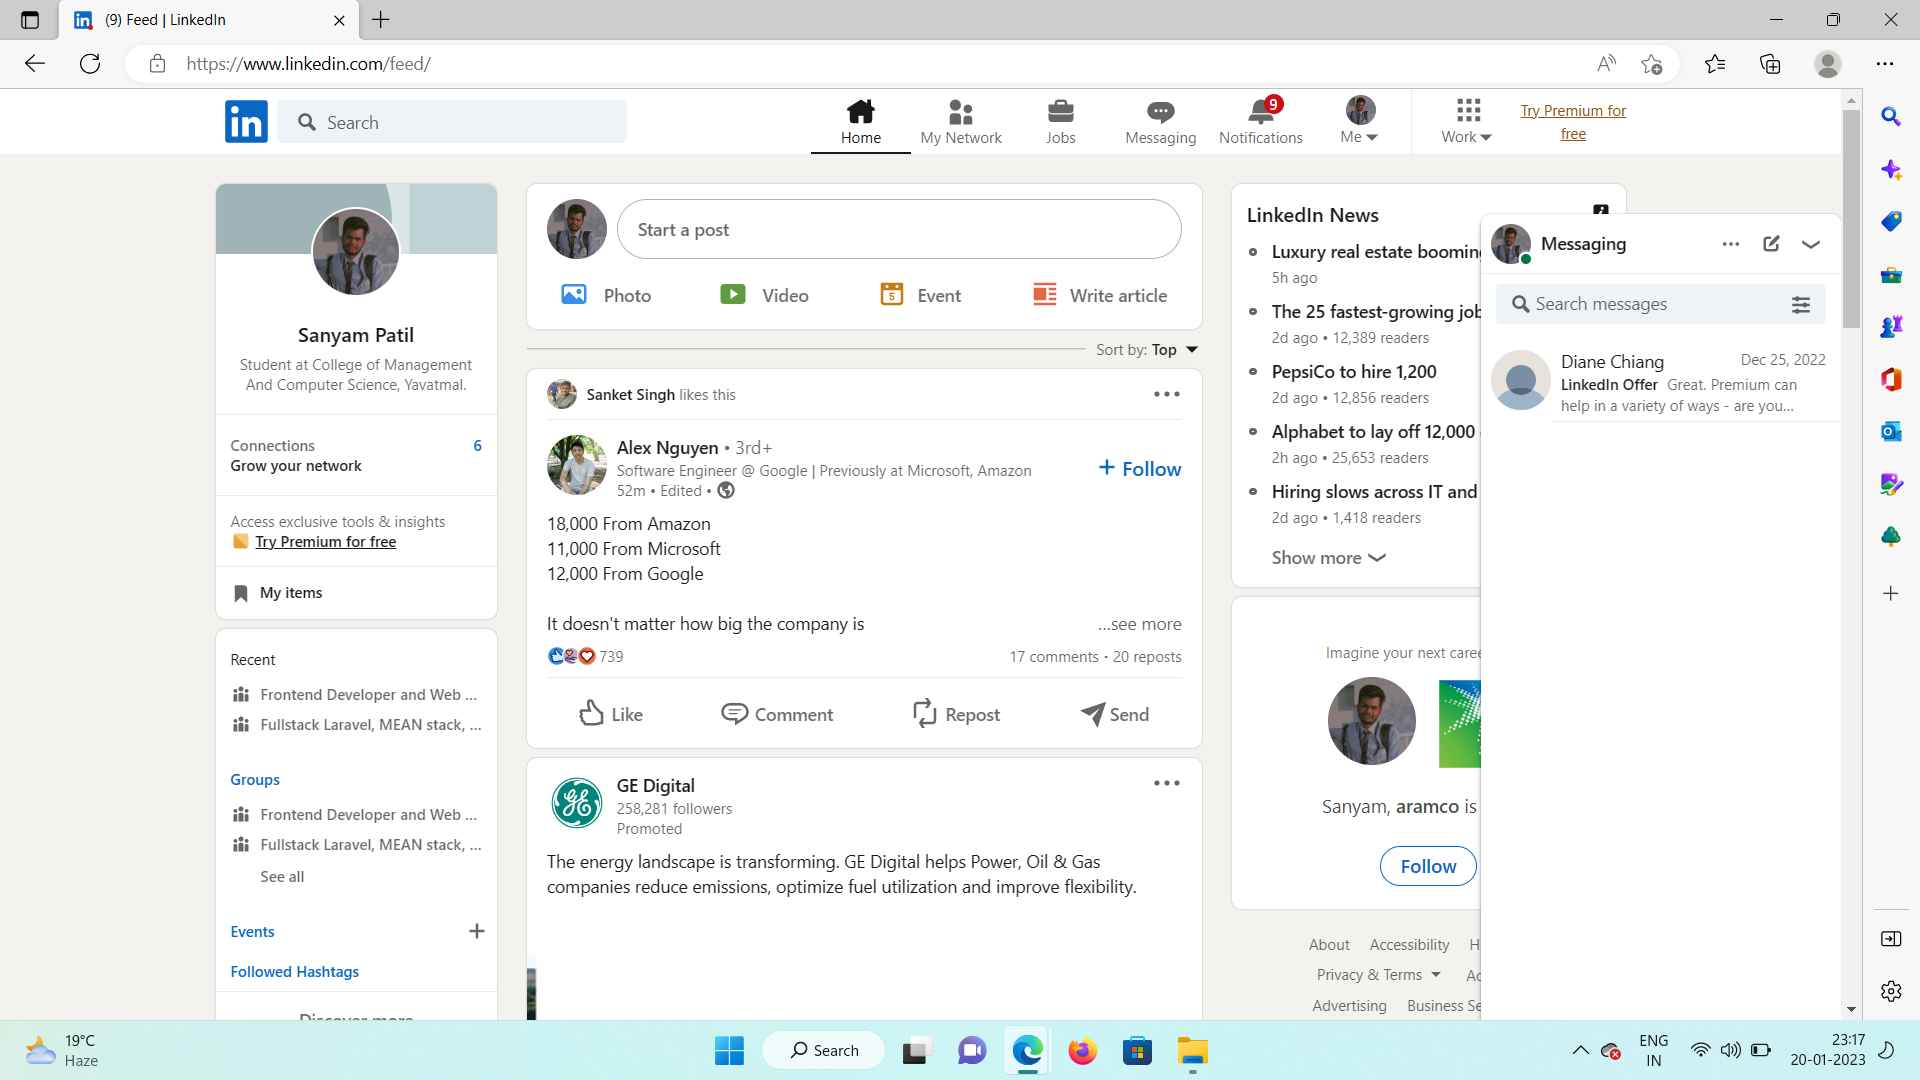 (9) Feed | LinkedIn
https://www.linkedin.com/feed/
in
Search
Home
My Network
Jobs
Messaging
9
Notifications
Me
Work
Try Premium for
free
Sanyam Patil
Student at College of Management
And Computer Science, Yavatmal.
Connections 6
Grow your network
Access exclusive tools & insights
Try Premium for free
My items
Recent
Frontend Developer and Web ...
Fullstack Laravel, MEAN stack, ...
Groups
Frontend Developer and Web ...
Fullstack Laravel, MEAN stack, ...
See all
Events
Followed Hashtags
Discover more
Start a post
Photo
Video
5
Event
Write article
Sort by: Top
Sanket Singh likes this
Alex Nguyen • 3rd+
Software Engineer @ Google | Previously at Microsoft, Amazon
52m • Edited •
+ Follow
18,000 From Amazon
11,000 From Microsoft
12,000 From Google
It doesn't matter how big the company is ...see more
739
17 comments • 20 reposts
Like
Comment
Repost
Send
GE Digital
258,281 followers
Promoted
The energy landscape is transforming. GE Digital helps Power, Oil & Gas
companies reduce emissions, optimize fuel utilization and improve flexibility.
LinkedIn News
Luxury real estate booming
5h ago
The 25 fastest-growing job
2d ago • 12,389 readers
PepsiCo to hire 1,200
2d ago • 12,856 readers
Alphabet to lay off 12,000
2h ago • 25,653 readers
Hiring slows across IT and
2d ago • 1,418 readers
Show more
Imagine your next caree
Sanyam, aramco is
Follow
About
Accessibility
H
Privacy & Terms
Ad
Advertising
Business Se
Messaging
Search messages
Diane Chiang Dec 25, 2022
LinkedIn Offer Great. Premium can
help in a variety of ways - are you...
19°C
Haze
Search
ENG
IN
23:17
20-01-2023